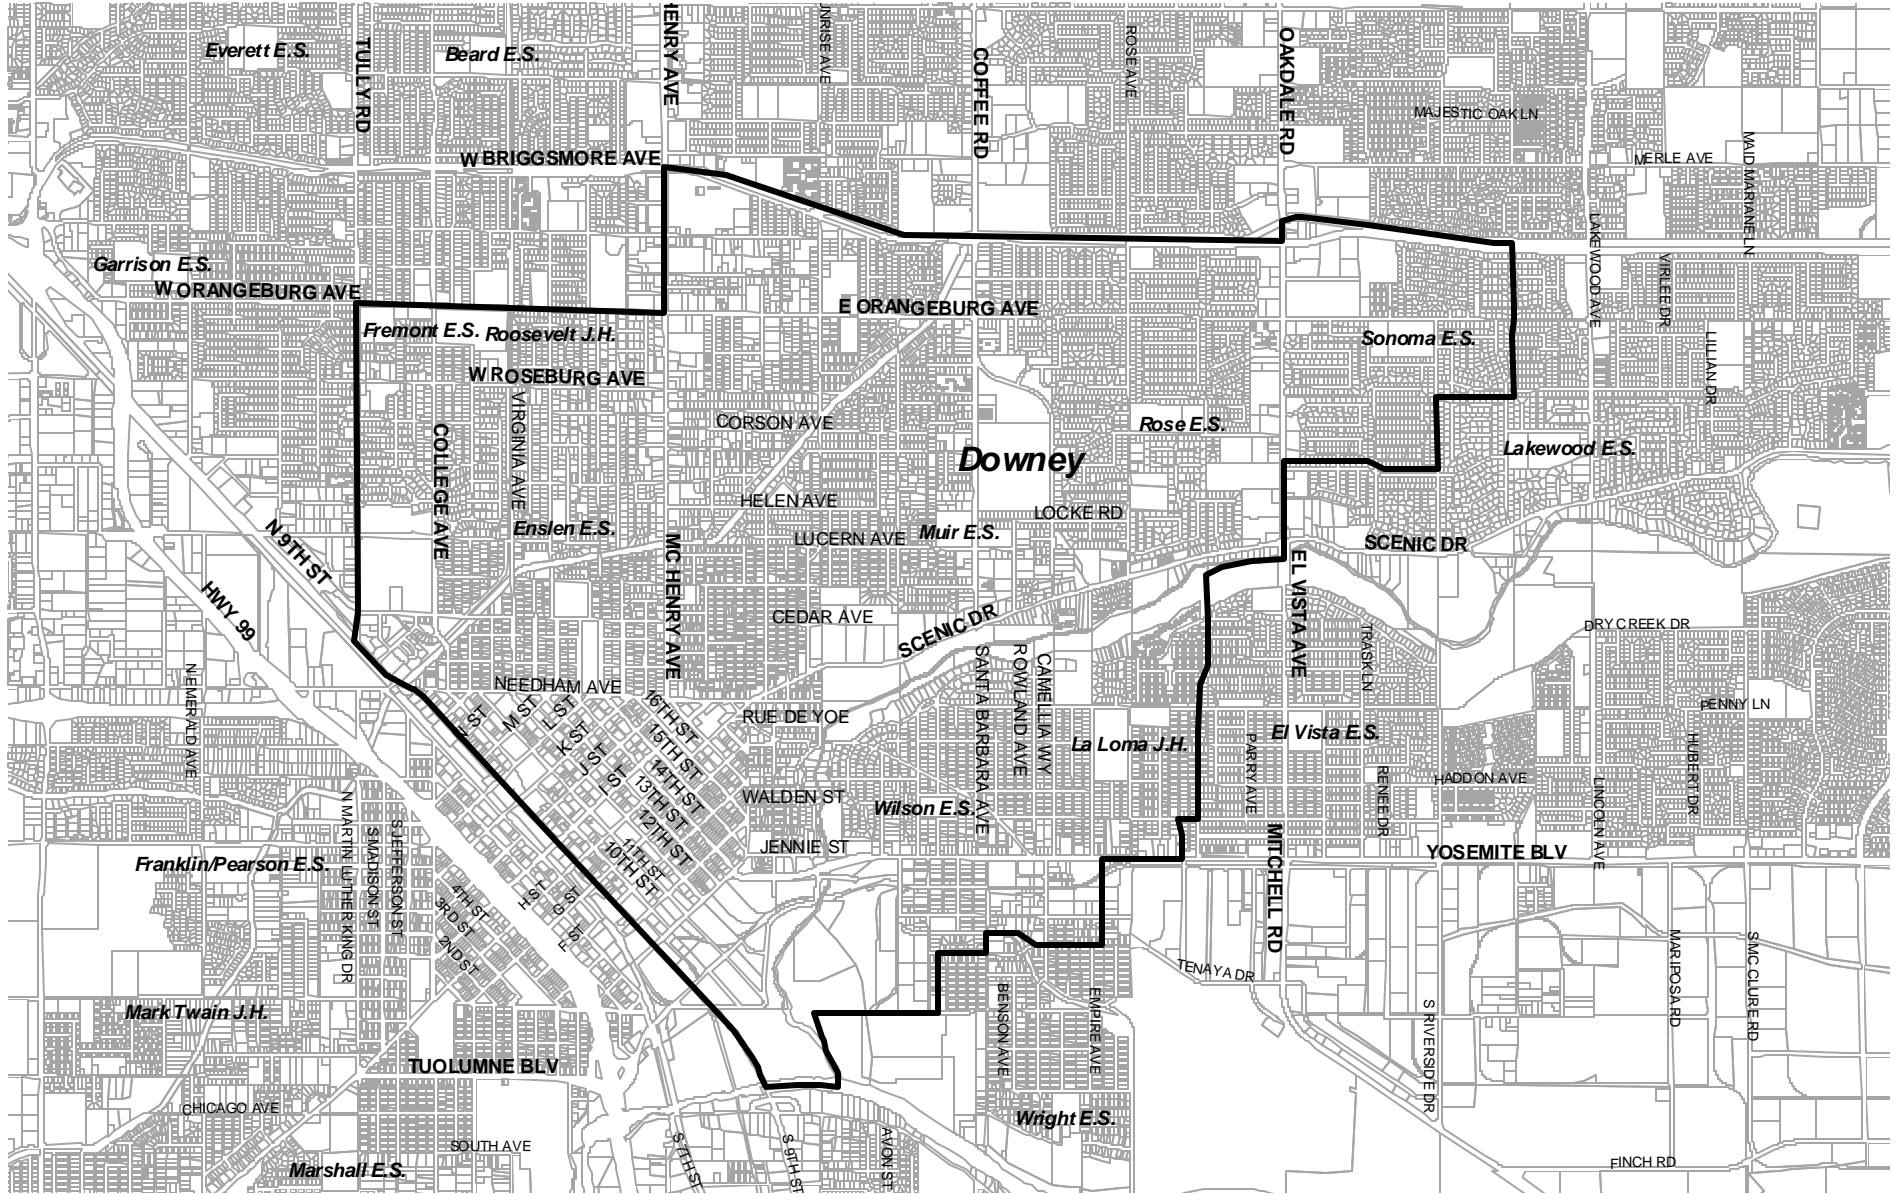 Everett E.S.
TULLY RD
Beard E.S.
HENRY AVE
COFFEE RD
ROSE AVE
OAKDALE RD
MAJESTIC OAK LN
W BRIGGSMORE AVE
MERLE AVE
MAID MARIANE LN
LAKEWOOD AVE
VIRLEE DR
Garrison E.S.
W ORANGEBURG AVE
E ORANGEBURG AVE
Fremont E.S.
Roosevelt J.H.
Sonoma E.S.
LILLIAN DR
W ROSEBURG AVE
VIRGINIA AVE
CORSON AVE
Rose E.S.
COLLEGE AVE
Downey
Lakewood E.S.
HELEN AVE
LOCKE RD
Enslen E.S.
LUCERN AVE
Muir E.S.
N 9TH ST
MC HENRY AVE
SCENIC DR
HWY 99
EL VISTA AVE
CEDAR AVE
SCENIC DR
TRASK LN
DRY CREEK DR
N EMERALD AVE
NEEDHAM AVE
SANTA BARBARA AVE
ROWLAND AVE
CAMELLIA WY
N ST
M ST
L ST
K ST
J ST
I ST
16TH ST
15TH ST
14TH ST
13TH ST
12TH ST
11TH ST
10TH ST
RUE DE YOE
PENNY LN
La Loma J.H.
El Vista E.S.
PARRY AVE
RENEE DR
HADDON AVE
HUBERT DR
LINCOLN AVE
WALDEN ST
Wilson E.S.
N MARTIN LUTHER KING DR
S MADISON ST
S JEFFERSON ST
JENNIE ST
MITCHELL RD
YOSEMITE BLV
Franklin/Pearson E.S.
4TH ST
3RD ST
2ND ST
H ST
G ST
F ST
TENAYA DR
MARIPOSA RD
S MC CLURE RD
BENSON AVE
EMPIRE AVE
S RIVERSIDE DR
Mark Twain J.H.
TUOLUMNE BLV
CHICAGO AVE
Wright E.S.
SOUTH AVE
Marshall E.S.
S 7TH ST
S 9TH ST
AVON ST
FINCH RD